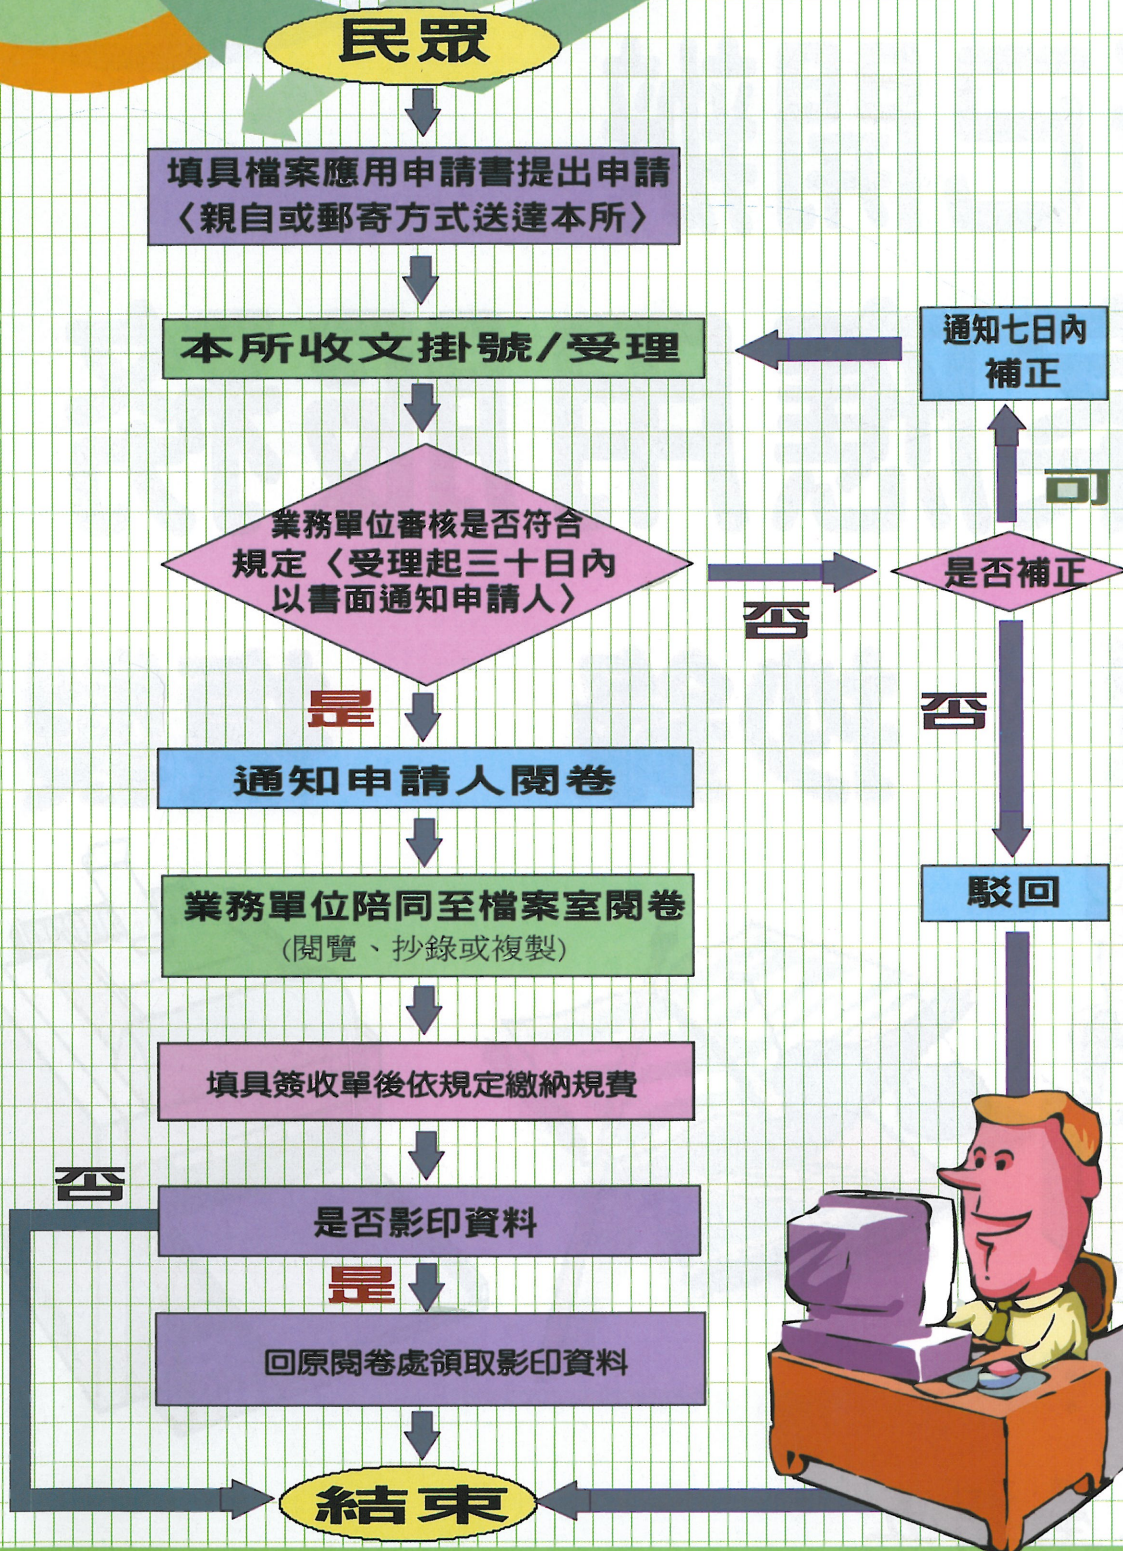 民眾
填具檔案應用申請書提出申請
〈親自或郵寄方式送達本所〉
本所收文掛號/受理
通知七日內
補正
可
業務單位審核是否符合
規定〈受理起三十日內
以書面通知申請人〉
否
是否補正
是
否
通知申請人閱卷
業務單位陪同至檔案室閱卷
(閱覽、抄錄或複製)
駁回
填具簽收單後依規定繳納規費
否
是否影印資料
是
回原閱卷處領取影印資料
結束